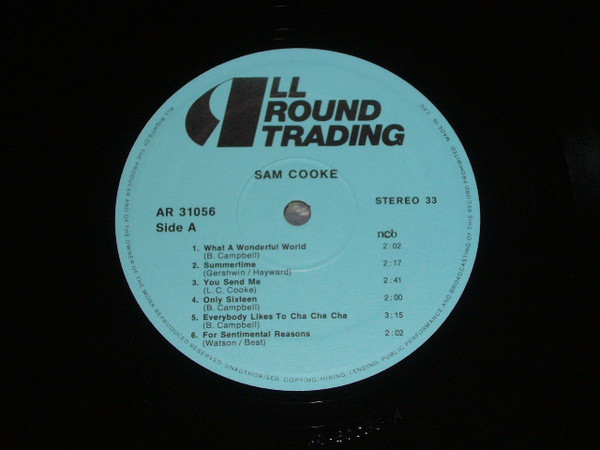 ALL
ROUND
TRADING
SAM COOKE
AR 31056
STEREO 33
Side A
ncb
1. What A Wonderful World 2:02
(B. Campbell)
2. Summertime 2:17
(Gershwin / Hayward)
3. You Send Me 2:41
(L. C. Cooke)
4. Only Sixteen 2:00
(B. Campbell)
5. Everybody Likes To Cha Cha Cha 3:15
(B. Campbell)
6. For Sentimental Reasons 2:02
(Watson / Best)
ALL RIGHTS OF THE PRODUCER AND OF THE OWNER OF THE WORK REPRODUCED RESERVED. UNAUTHORISED COPYING, HIRING, LENDING, PUBLIC PERFORMANCE AND BROADCASTING OF THIS RECORD PROHIBITED. MADE IN EEC